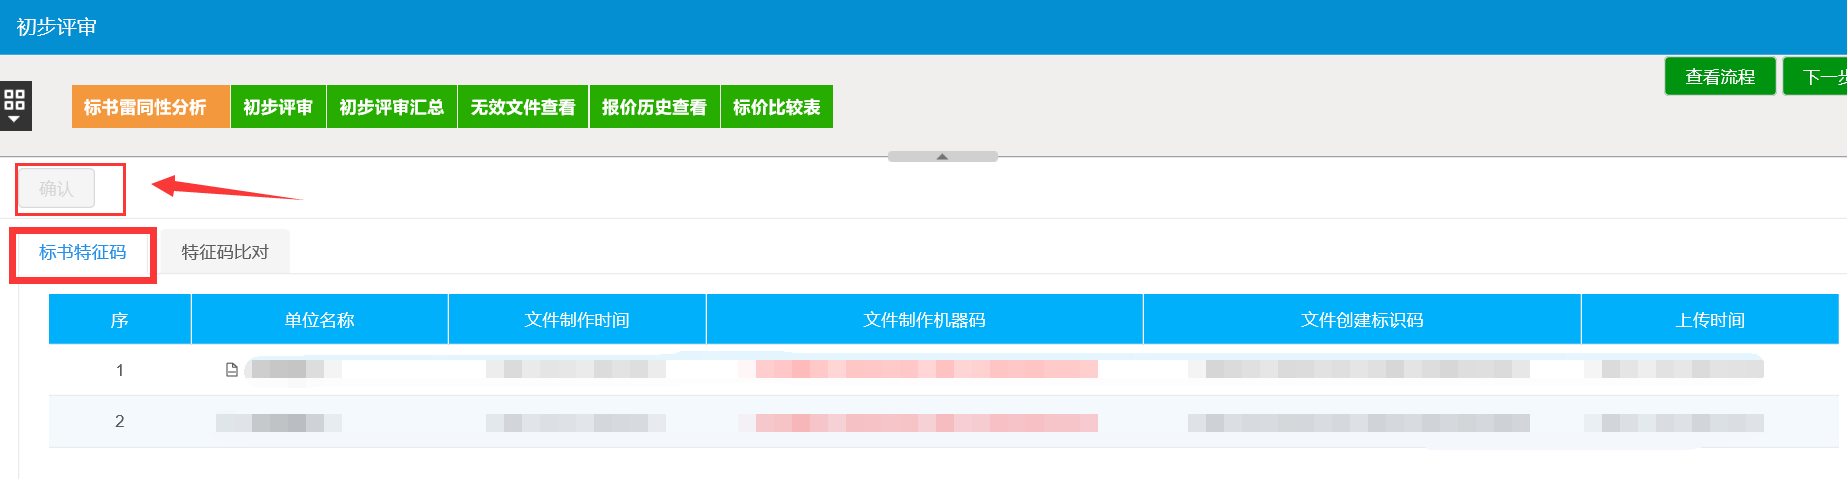 初步评审
查看流程 下一步
标书雷同性分析 初步评审 初步评审汇总 无效文件查看 报价历史查看 标价比较表
确认
标书特征码 特征码比对
序 单位名称 文件制作时间 文件制作机器码 文件创建标识码 上传时间
1
2